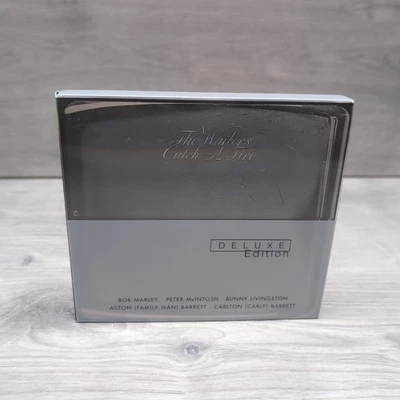 The Wailers
Catch A Fire
DELUXE
Edition
BOB MARLEY PETER McINTOSH BUNNY LIVINGSTON
ASTON (FAMILY MAN) BARRETT CARLTON (CARLY) BARRETT